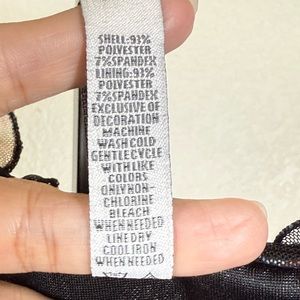 SHELL:93%
POLYESTER
7%SPANDEX
LINING:93%
POLYESTER
7%SPANDEX
EXCLUSIVE OF
DECORATION
MACHINE
WASH COLD
GENTLE CYCLE
WITH LIKE
COLORS
ONLY NON-
CHLORINE
BLEACH
WHEN NEEDED
LINE DRY
COOL IRON
WHEN NEEDED